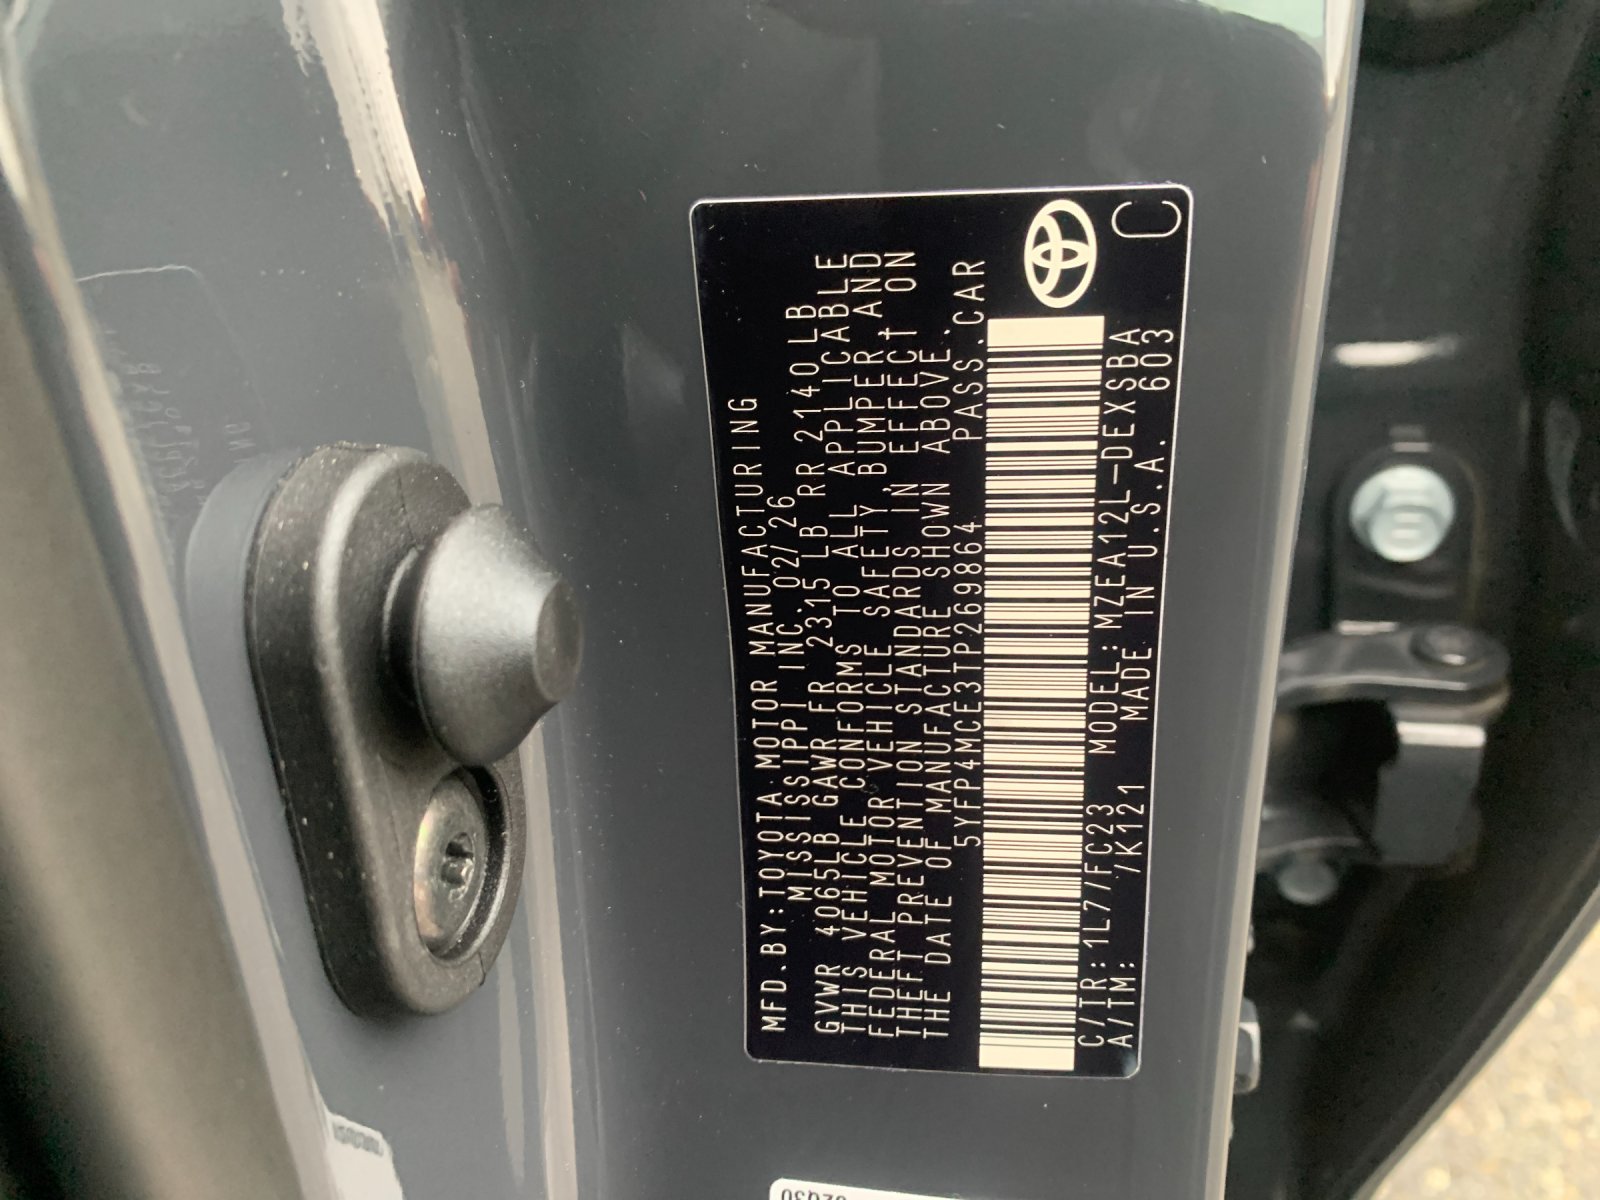 MFD.BY:TOYOTA MOTOR MANUFACTURING
MISSISSIPPI INC. 02/26
GVWR 4065LB GAWR FR 2315 LB RR 2140LB
THIS VEHICLE CONFORMS TO ALL APPLICABLE
FEDERAL MOTOR VEHICLE SAFETY, BUMPER AND
THEFT PREVENTION STANDARDS IN EFFECT ON
THE DATE OF MANUFACTURE SHOWN ABOVE.
5YFP4MCE3TP269864 PASS.CAR
C/TR: 1L7/FC23 MODEL: MZEA12L-DEXSBA
A/TM: /K121 MADE IN U.S.A. 603
C